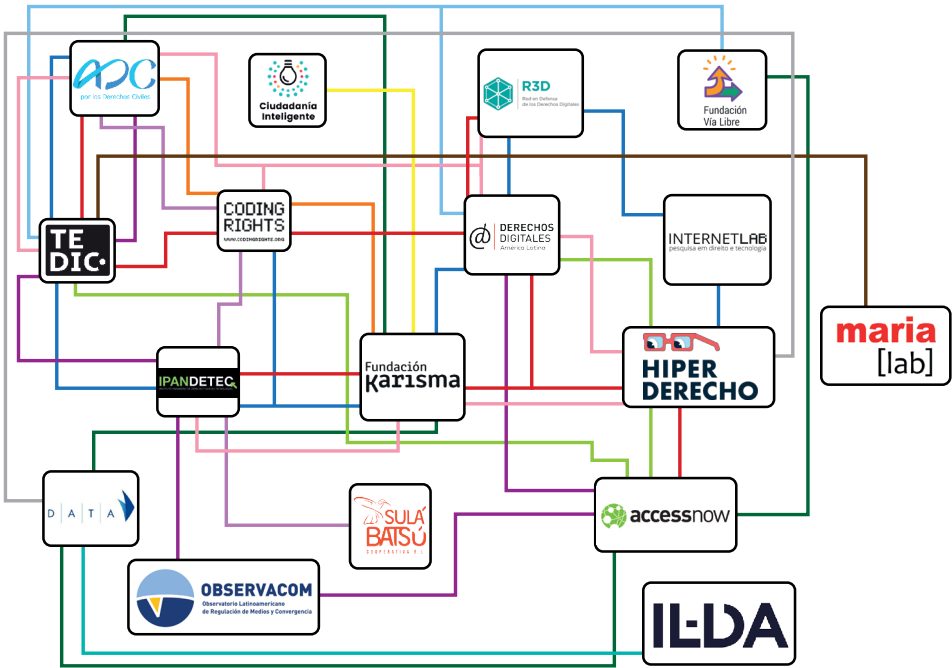 ADC
por los Derechos Civiles
Ciudadanía
Inteligente
R3D
Red en Defensa
de los Derechos Digitales
Fundación
Vía Libre
TE
DIC
CODING
RIGHTS
WWW.CODINGRIGHTS.ORG
@
DERECHOS
DIGITALES
América Latina
INTERNETLAB
pesquisa em direito e tecnologia
maria
[lab]
IPANDETEC
Fundación
Karisma
HIPER
DERECHO
D|A|T|A
SULÁ
BATSÚ
COOPERATIVA R.L.
accessnow
OBSERVACOM
Observatorio Latinoamericano
de Regulación de Medios y Convergencia
ILDA